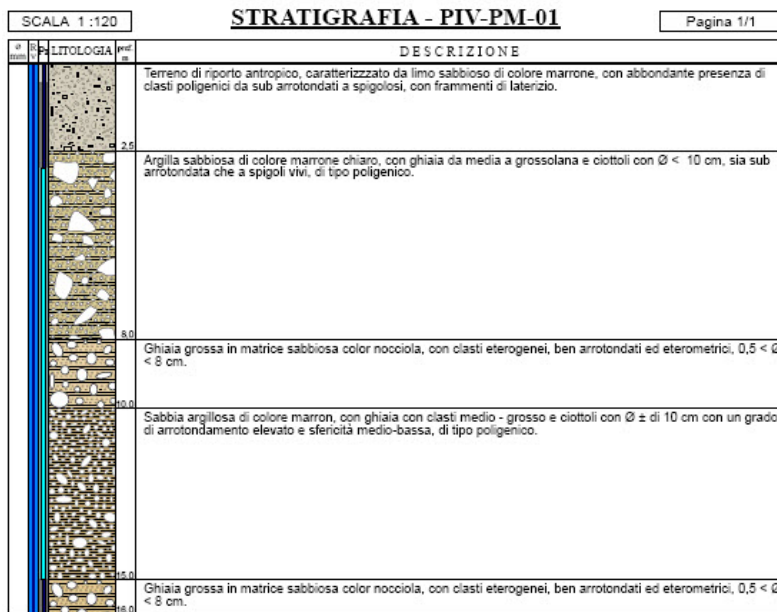 SCALA 1:120
STRATIGRAFIA - PIV-PM-01
Pagina 1/1
ø mm R v Pz LITOLOGIA prof. m DESCRIZIONE
Terreno di riporto antropico, caratterizzzato da limo sabbioso di colore marrone, con abbondante presenza di
clasti poligenici da sub arrotondati a spigolosi, con frammenti di laterizio.
2,5
Argilla sabbiosa di colore marrone chiaro, con ghiaia da media a grossolana e ciottoli con Ø < 10 cm, sia sub
arrotondata che a spigoli vivi, di tipo poligenico.
8,0
Ghiaia grossa in matrice sabbiosa color nocciola, con clasti eterogenei, ben arrotondati ed eterometrici, 0,5 < Ø
< 8 cm.
10,0
Sabbia argillosa di colore marron, con ghiaia con clasti medio - grosso e ciottoli con Ø ± di 10 cm con un grado
di arrotondamento elevato e sfericità medio-bassa, di tipo poligenico.
15,0
Ghiaia grossa in matrice sabbiosa color nocciola, con clasti eterogenei, ben arrotondati ed eterometrici, 0,5 < Ø
< 8 cm.
16,0